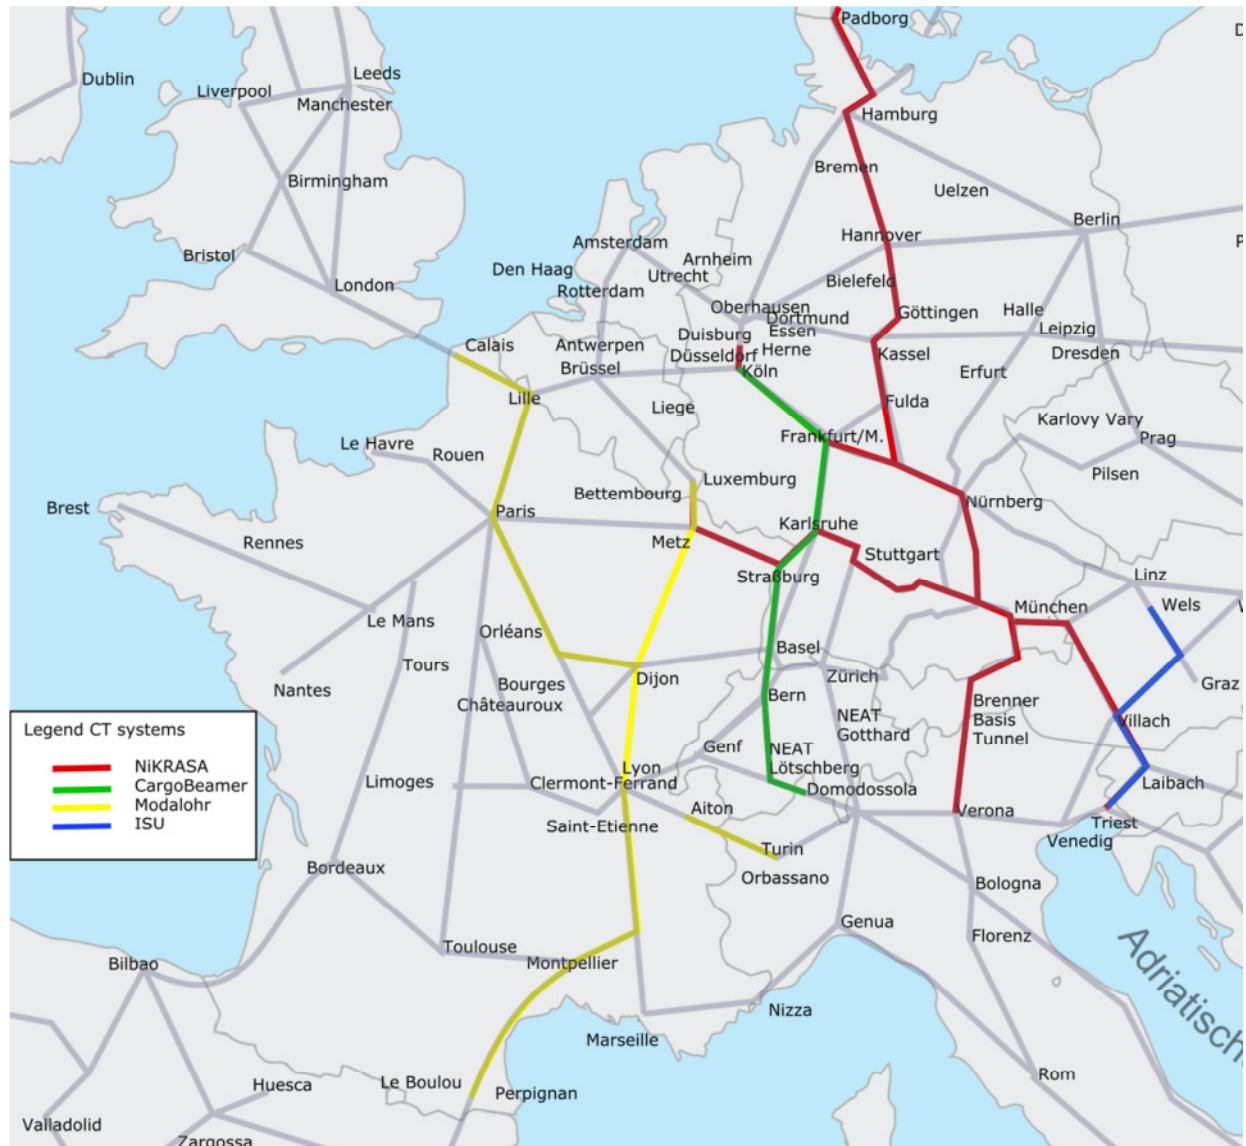 Padborg
D
Dublin
Leeds
Liverpool
Manchester
Hamburg
Bremen
Birmingham
Uelzen
Berlin
Hannover
Amsterdam
P
Bristol
Arnheim
Den Haag
Utrecht
Bielefeld
London
Rotterdam
Oberhausen
Göttingen
Halle
Dortmund
Leipzig
Calais
Antwerpen
Duisburg
Essen
Herne
Düsseldorf
Kassel
Dresden
Brüssel
Köln
Erfurt
Lille
Liege
Fulda
Karlovy Vary
Le Havre
Frankfurt/M.
Prag
Rouen
Pilsen
Luxemburg
Bettembourg
Nürnberg
Brest
Paris
Karlsruhe
Rennes
Metz
Stuttgart
Straßburg
Linz
Wels
W
München
Le Mans
Orléans
Basel
Tours
Zürich
Dijon
Graz
Nantes
Bourges
Châteauroux
Bern
Brenner
Basis
Tunnel
NEAT
Gotthard
Villach
Legend CT systems
NiKRASA
CargoBeamer
Modalohr
ISU
Genf
NEAT
Lötschberg
Lyon
Limoges
Clermont-Ferrand
Domodossola
Laibach
Aiton
Verona
Saint-Etienne
Triest
Venedig
Turin
Bordeaux
Orbassano
Bologna
Genua
Florenz
Toulouse
Bilbao
Montpellier
Adriatisch
Nizza
Marseille
Rom
Le Boulou
Huesca
Perpignan
Valladolid
Zargossa